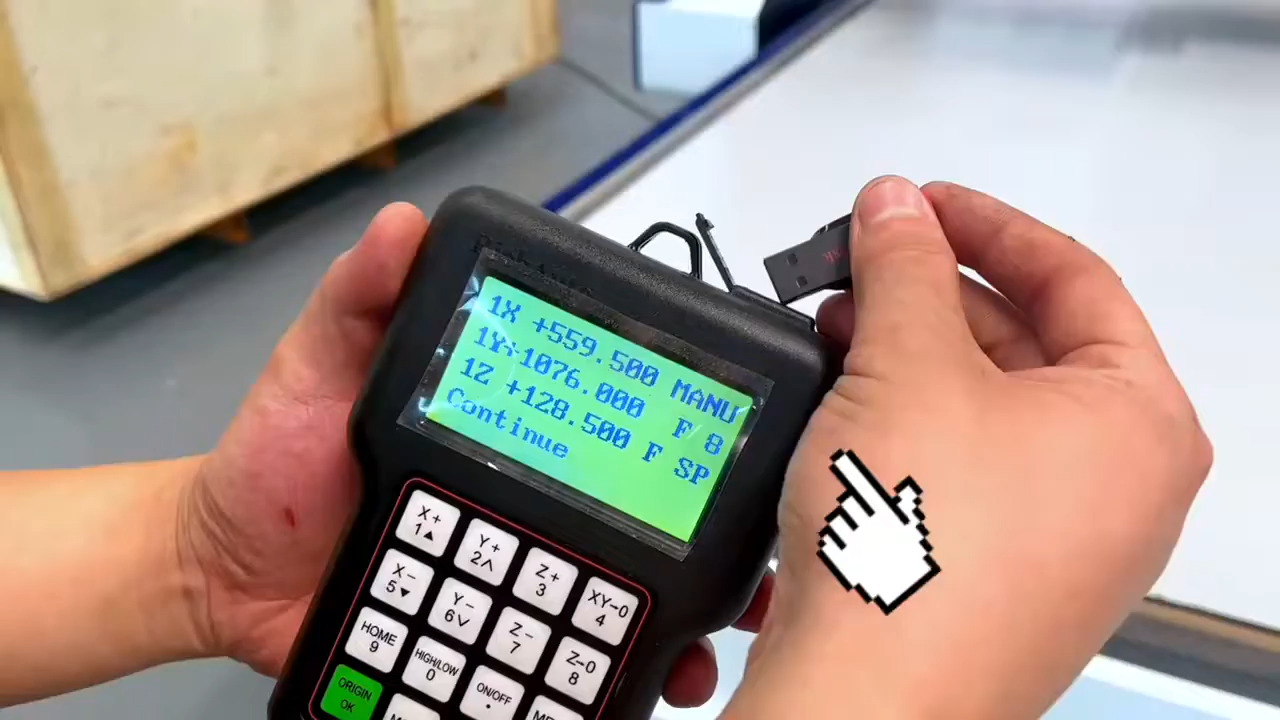 1X +559.500 MANU
1Y+1076.000 F 8
1Z +128.500 F SP
Continue
X+
1▲
Y+
2∧
Z+
3
XY-0
4
X-
5▼
Y-
6∨
Z-
7
Z-0
8
HOME
9
HIGH/LOW
0
ON/OFF
.
ORIGIN
OK